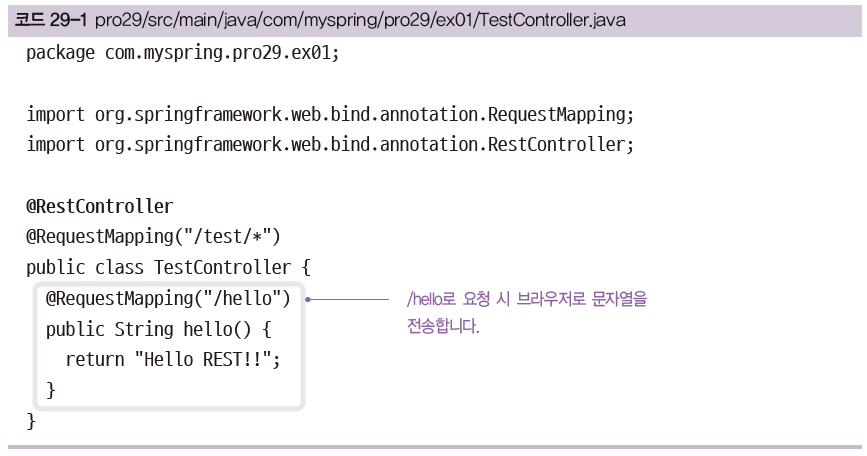 코드 29-1 pro29/src/main/java/com/myspring/pro29/ex01/TestController.java
package com.myspring.pro29.ex01;
import org.springframework.web.bind.annotation.RequestMapping;
import org.springframework.web.bind.annotation.RestController;
@RestController
@RequestMapping("/test/*")
public class TestController {
@RequestMapping("/hello")
public String hello() {
return "Hello REST!!";
}
}
/hello로 요청 시 브라우저로 문자열을
전송합니다.